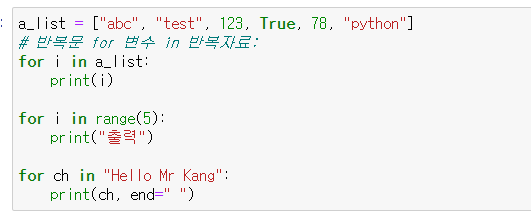 a_list = ["abc", "test", 123, True, 78, "python"]
# 반복문 for 변수 in 반복자료:
for i in a_list:
    print(i)

for i in range(5):
    print("출력")

for ch in "Hello Mr Kang":
    print(ch, end=" ")